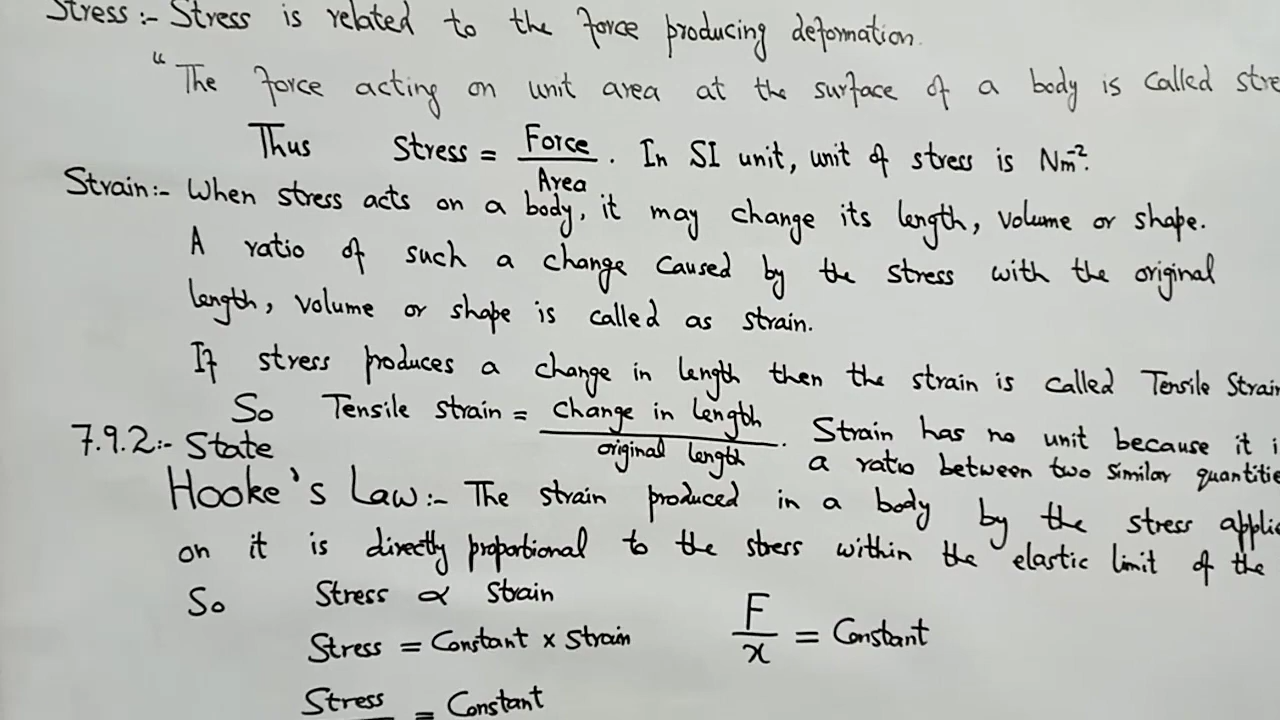 Stress :- Stress is related to the force producing deformation.
"The force acting on unit area at the surface of a body is called stre
Thus Stress = Force / Area . In SI unit, unit of stress is Nm⁻².
Strain:- When stress acts on a body, it may change its length, volume or shape.
A ratio of such a change caused by the stress with the original
length, volume or shape is called as strain.
If stress produces a change in length then the strain is called Tensile Strain
So Tensile strain = change in length / original length . Strain has no unit because it i
a ratio between two similar quantitie
7.9.2:- State
Hooke's Law:- The strain produced in a body by the stress applie
on it is directly proportional to the stress within the elastic limit of the
So Stress ∝ Strain
Stress = Constant x Strain F / x = Constant
Stress = Constant